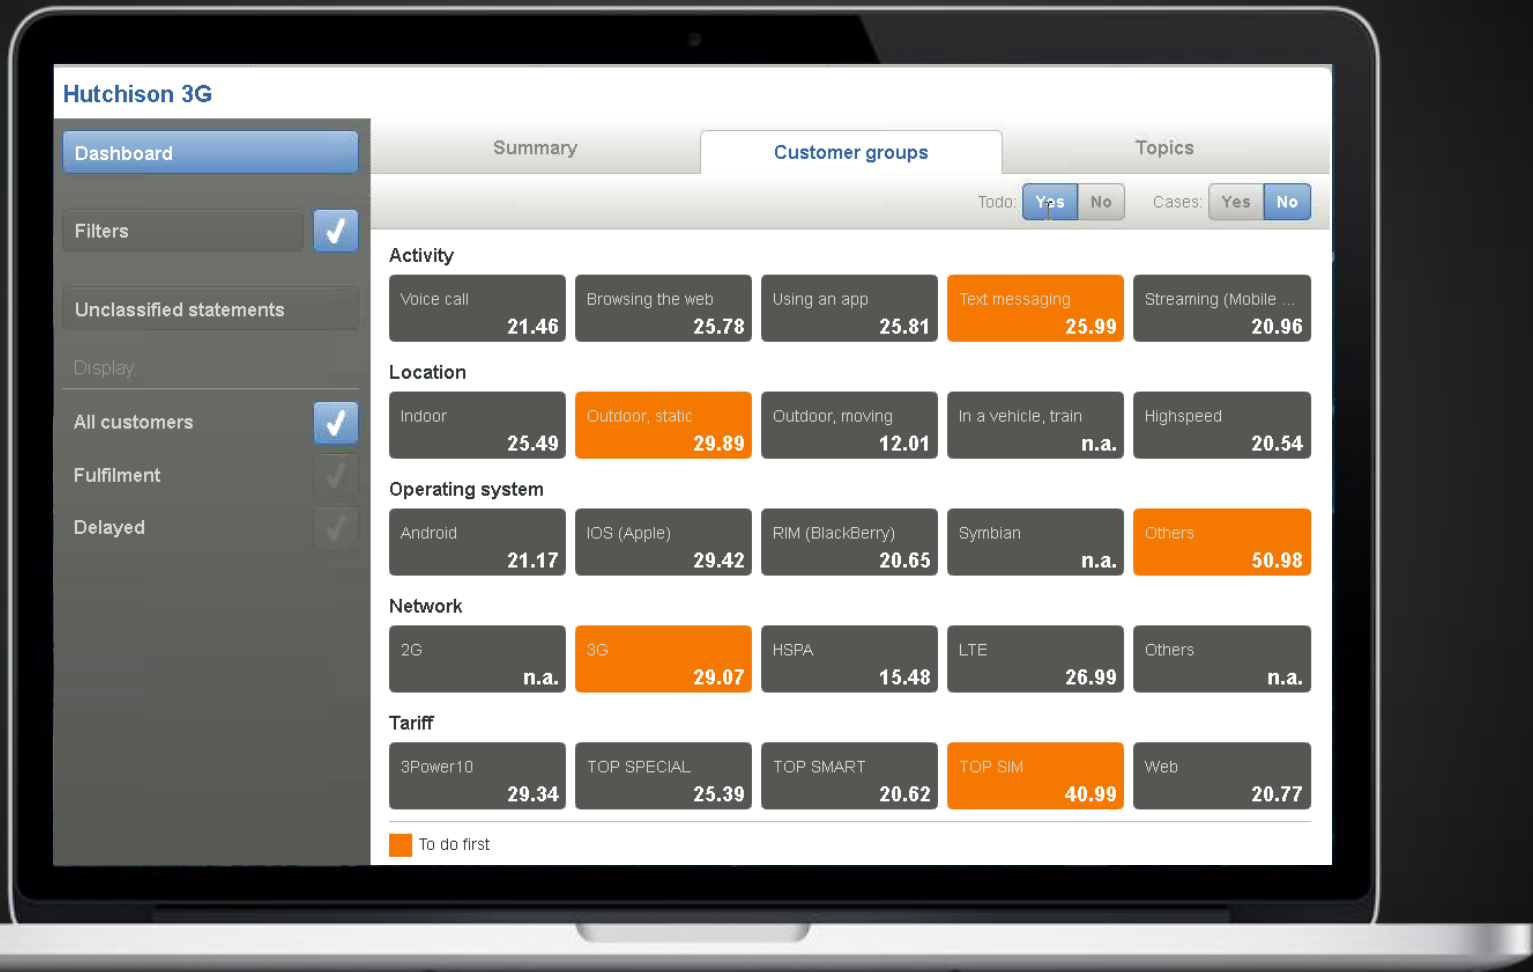 Hutchison 3G
Dashboard
Filters
Unclassified statements
Display
All customers
Fulfilment
Delayed
Summary
Customer groups
Topics
Todo: Yes No
Cases: Yes No
Activity
Voice call
21.46
Browsing the web
25.78
Using an app
25.81
Text messaging
25.99
Streaming (Mobile ...
20.96
Location
Indoor
25.49
Outdoor, static
29.89
Outdoor, moving
12.01
In a vehicle, train
n.a.
Highspeed
20.54
Operating system
Android
21.17
IOS (Apple)
29.42
RIM (BlackBerry)
20.65
Symbian
n.a.
Others
50.98
Network
2G
n.a.
3G
29.07
HSPA
15.48
LTE
26.99
Others
n.a.
Tariff
3Power10
29.34
TOP SPECIAL
25.39
TOP SMART
20.62
TOP SIM
40.99
Web
20.77
To do first